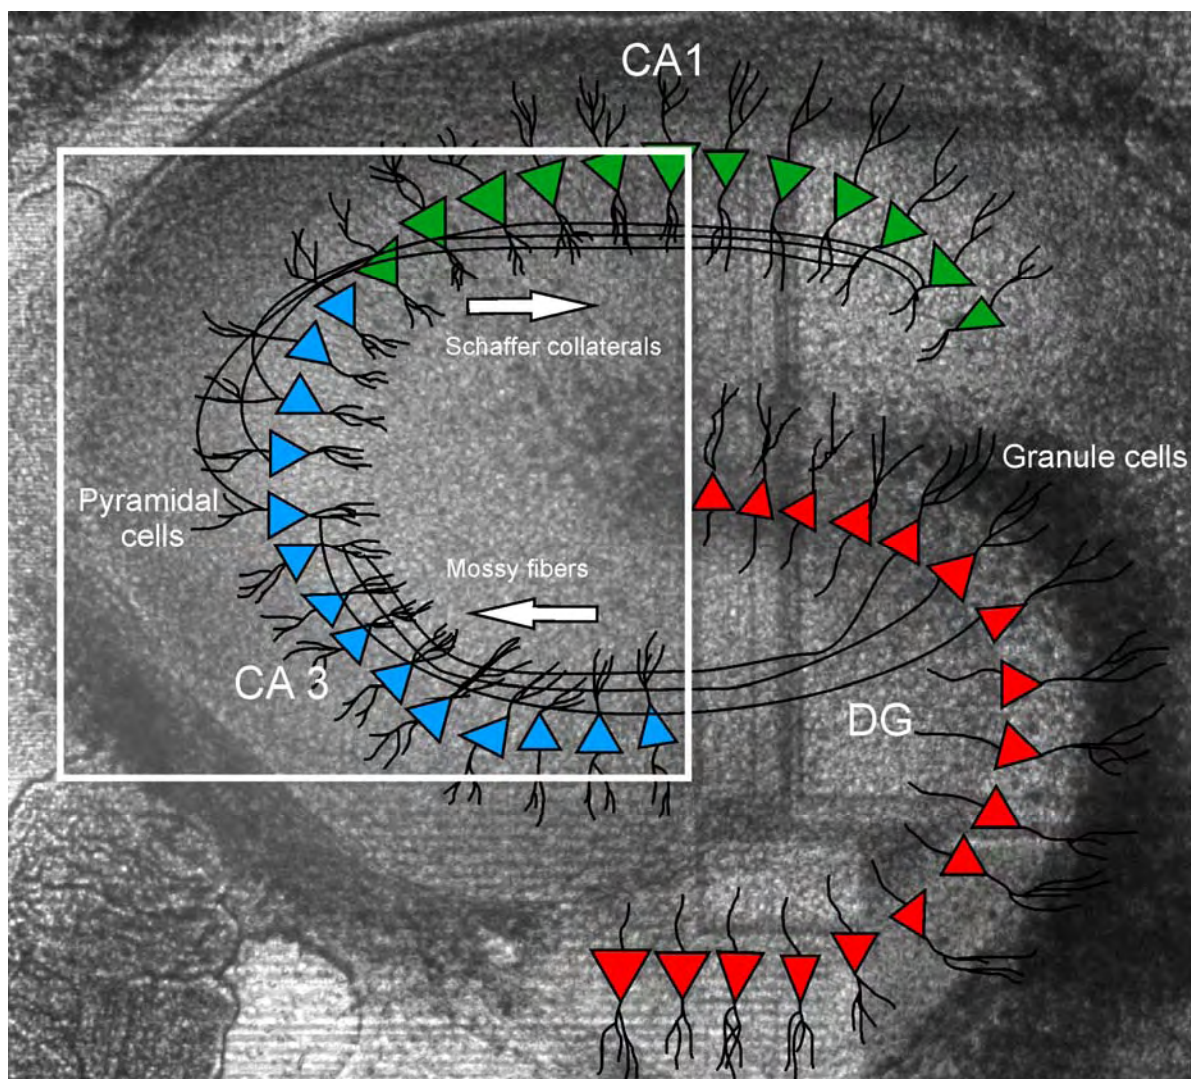 CA1
Schaffer collaterals
Granule cells
Pyramidal
cells
Mossy fibers
CA 3
DG